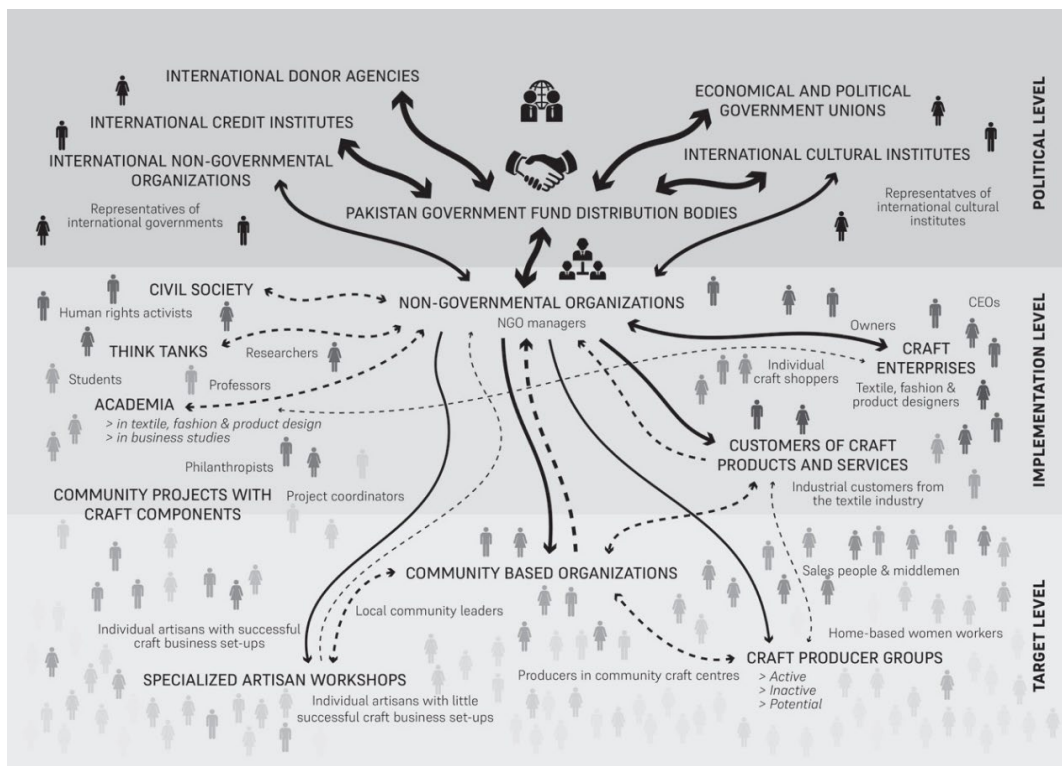 INTERNATIONAL DONOR AGENCIES
INTERNATIONAL CREDIT INSTITUTES
INTERNATIONAL NON-GOVERNMENTAL
ORGANIZATIONS
Representatves of
international governments
ECONOMICAL AND POLITICAL
GOVERNMENT UNIONS
INTERNATIONAL CULTURAL INSTITUTES
Representatves of
international cultural
institutes
PAKISTAN GOVERNMENT FUND DISTRIBUTION BODIES
POLITICAL LEVEL
CIVIL SOCIETY
Human rights activists
NON-GOVERNMENTAL ORGANIZATIONS
NGO managers
CEOs
Owners
THINK TANKS
Researchers
CRAFT
ENTERPRISES
Textile, fashion &
product designers
Individual
craft shoppers
Students
Professors
ACADEMIA
> in textile, fashion & product design
> in business studies
CUSTOMERS OF CRAFT
PRODUCTS AND SERVICES
Industrial customers from
the textile industry
Philanthropists
COMMUNITY PROJECTS WITH
CRAFT COMPONENTS
Project coordinators
IMPLEMENTATION LEVEL
COMMUNITY BASED ORGANIZATIONS
Sales people & middlemen
Local community leaders
Individual artisans with successful
craft business set-ups
Home-based women workers
SPECIALIZED ARTISAN WORKSHOPS
Individual artisans with little
successful craft business set-ups
Producers in community craft centres
CRAFT PRODUCER GROUPS
> Active
> Inactive
> Potential
TARGET LEVEL